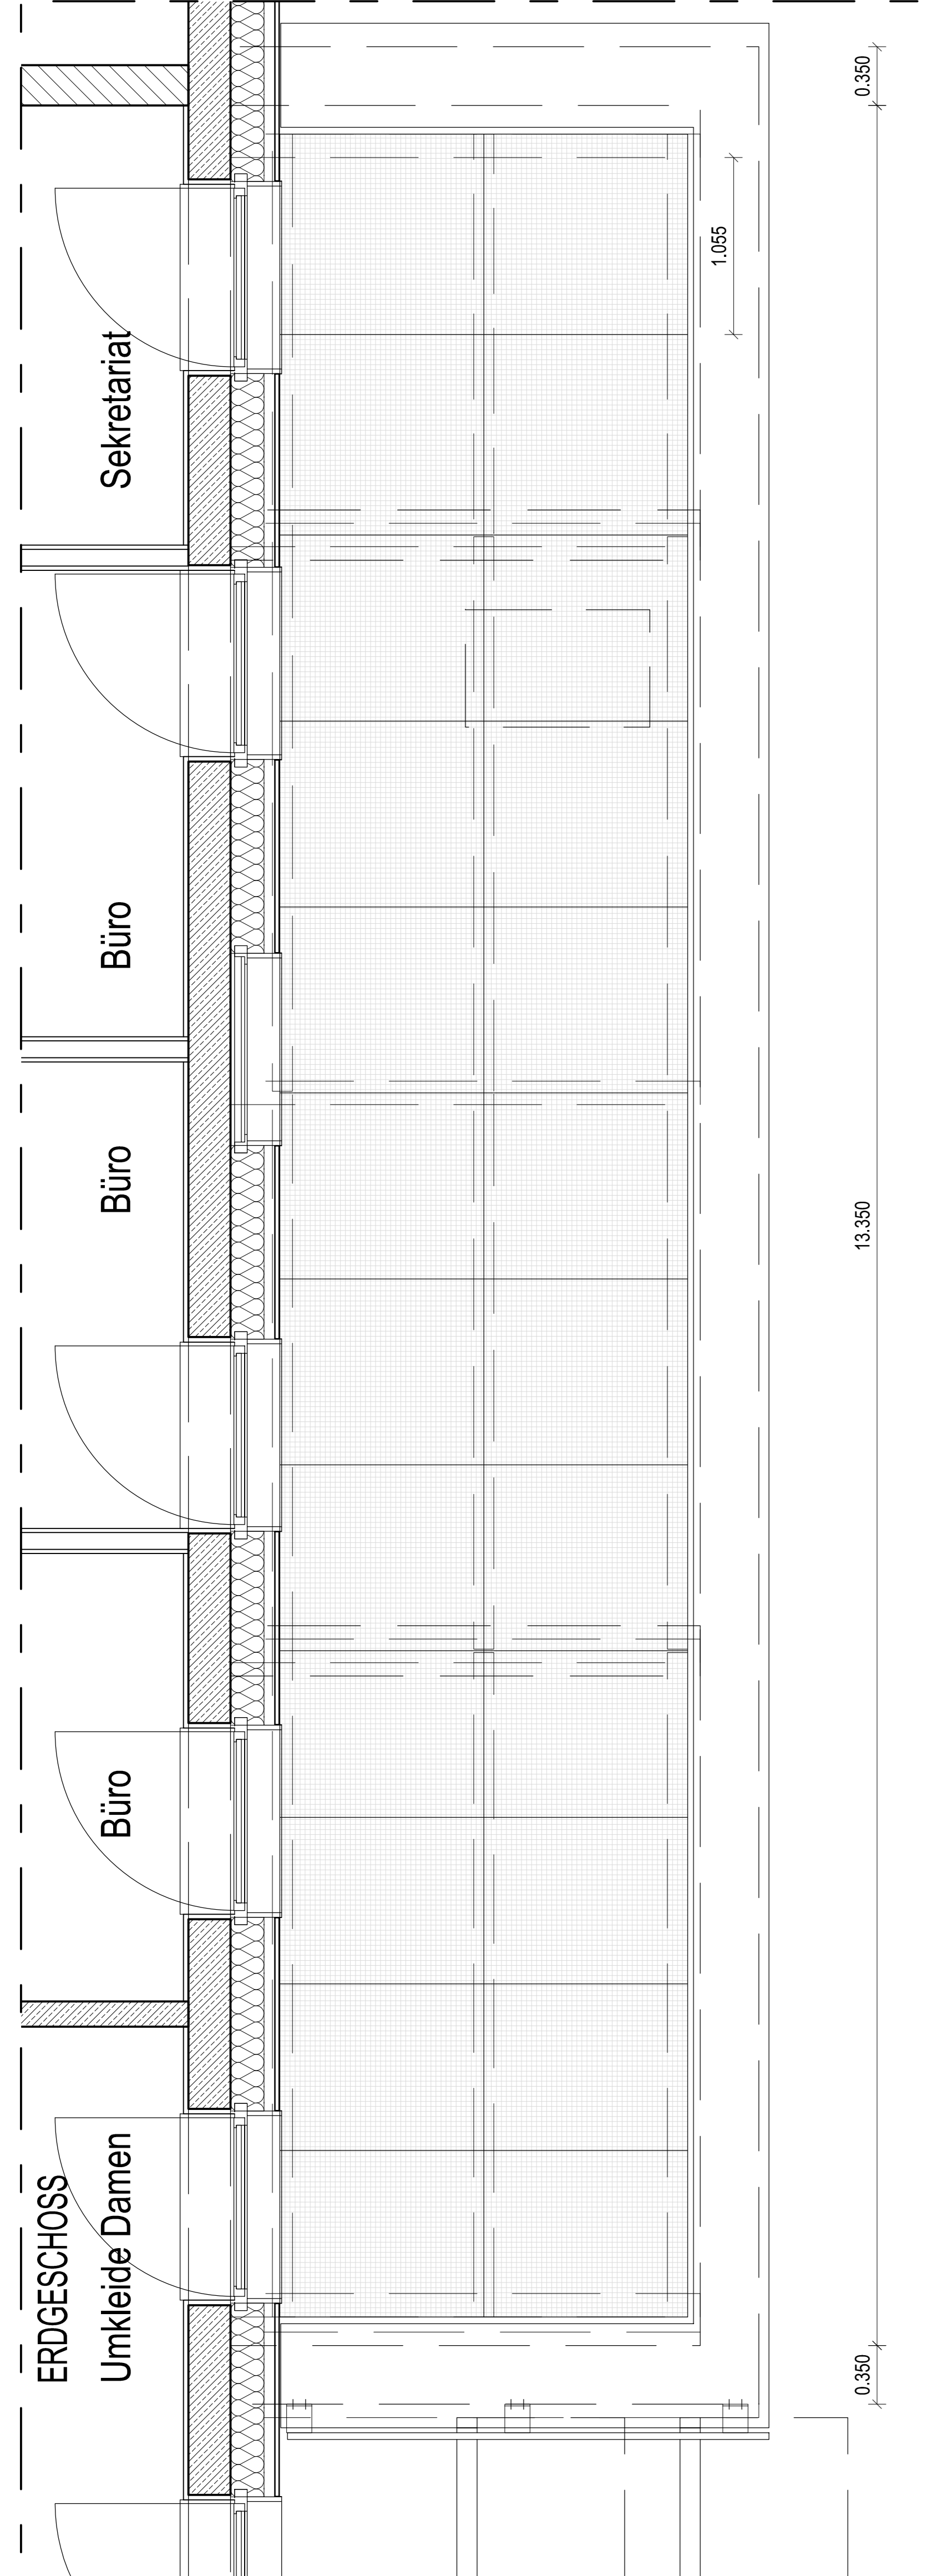 0.350
1.055
Sekretariat
Büro
Büro
13.350
Büro
ERDGESCHOSS
Umkleide Damen
0.350